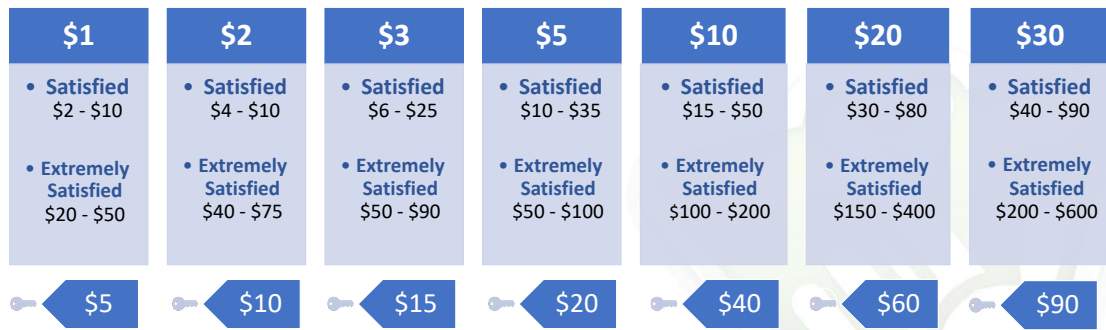 $1
• Satisfied
$2 - $10
• Extremely
Satisfied
$20 - $50
$5
$2
• Satisfied
$4 - $10
• Extremely
Satisfied
$40 - $75
$10
$3
• Satisfied
$6 - $25
• Extremely
Satisfied
$50 - $90
$15
$5
• Satisfied
$10 - $35
• Extremely
Satisfied
$50 - $100
$20
$10
• Satisfied
$15 - $50
• Extremely
Satisfied
$100 - $200
$40
$20
• Satisfied
$30 - $80
• Extremely
Satisfied
$150 - $400
$60
$30
• Satisfied
$40 - $90
• Extremely
Satisfied
$200 - $600
$90